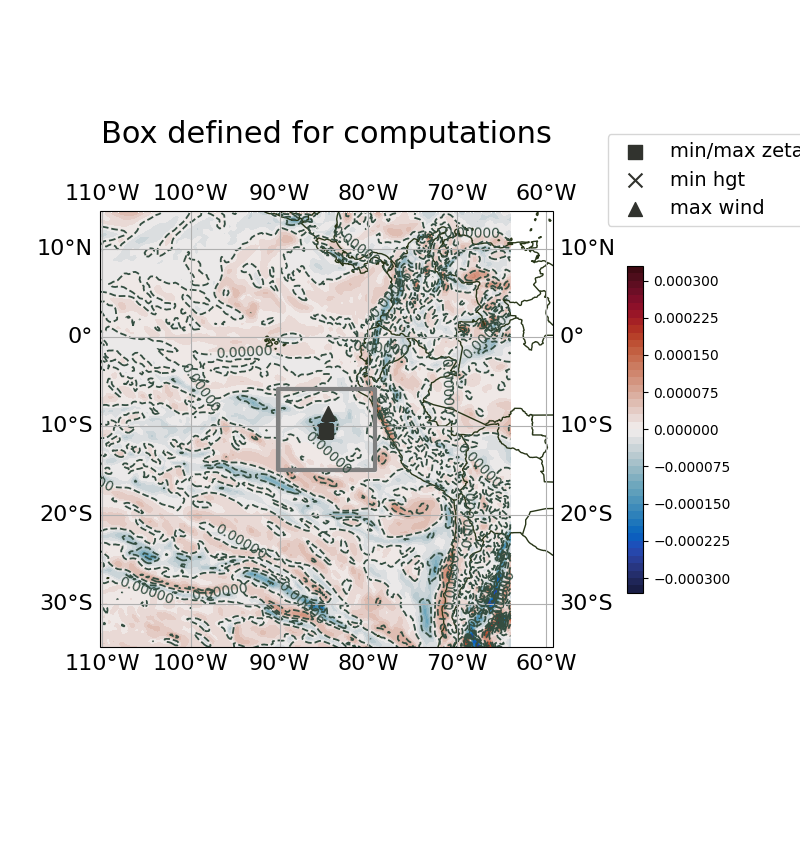 Box defined for computations
min/max zeta
min hgt
max wind
110°W 100°W 90°W 80°W 70°W 60°W
10°N 10°N
0° 0°
10°S 10°S
20°S 20°S
30°S 30°S
110°W 100°W 90°W 80°W 70°W 60°W
0.000300
0.000225
0.000150
0.000075
0.000000
−0.000075
−0.000150
−0.000225
−0.000300
0.00000
0.00000
0.00000
0.00000
0.00000
0.00000
0.00000